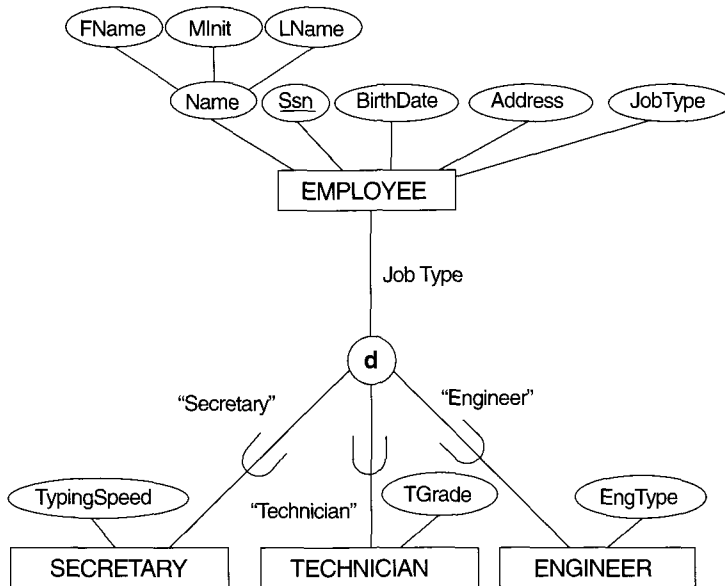 FName MInit LName
Name Ssn BirthDate Address JobType
EMPLOYEE
Job Type
d
“Secretary” “Engineer”
TypingSpeed “Technician” TGrade EngType
SECRETARY TECHNICIAN ENGINEER